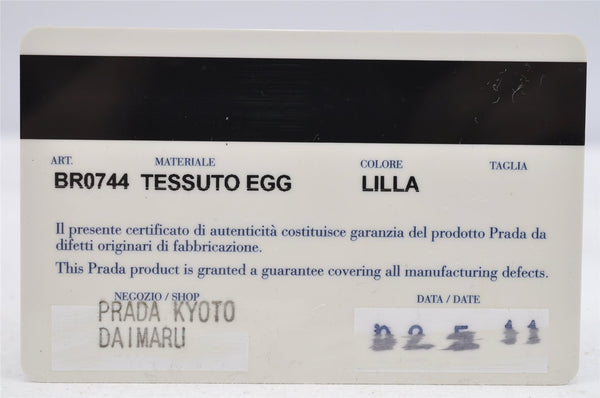 ART. MATERIALE COLORE TAGLIA
BR0744 TESSUTO EGG LILLA
Il presente certificato di autenticità costituisce garanzia del prodotto Prada da
difetti originari di fabbricazione.
This Prada product is granted a guarantee covering all manufacturing defects.
NEGOZIO / SHOP DATA / DATE
PRADA KYOTO
DAIMARU